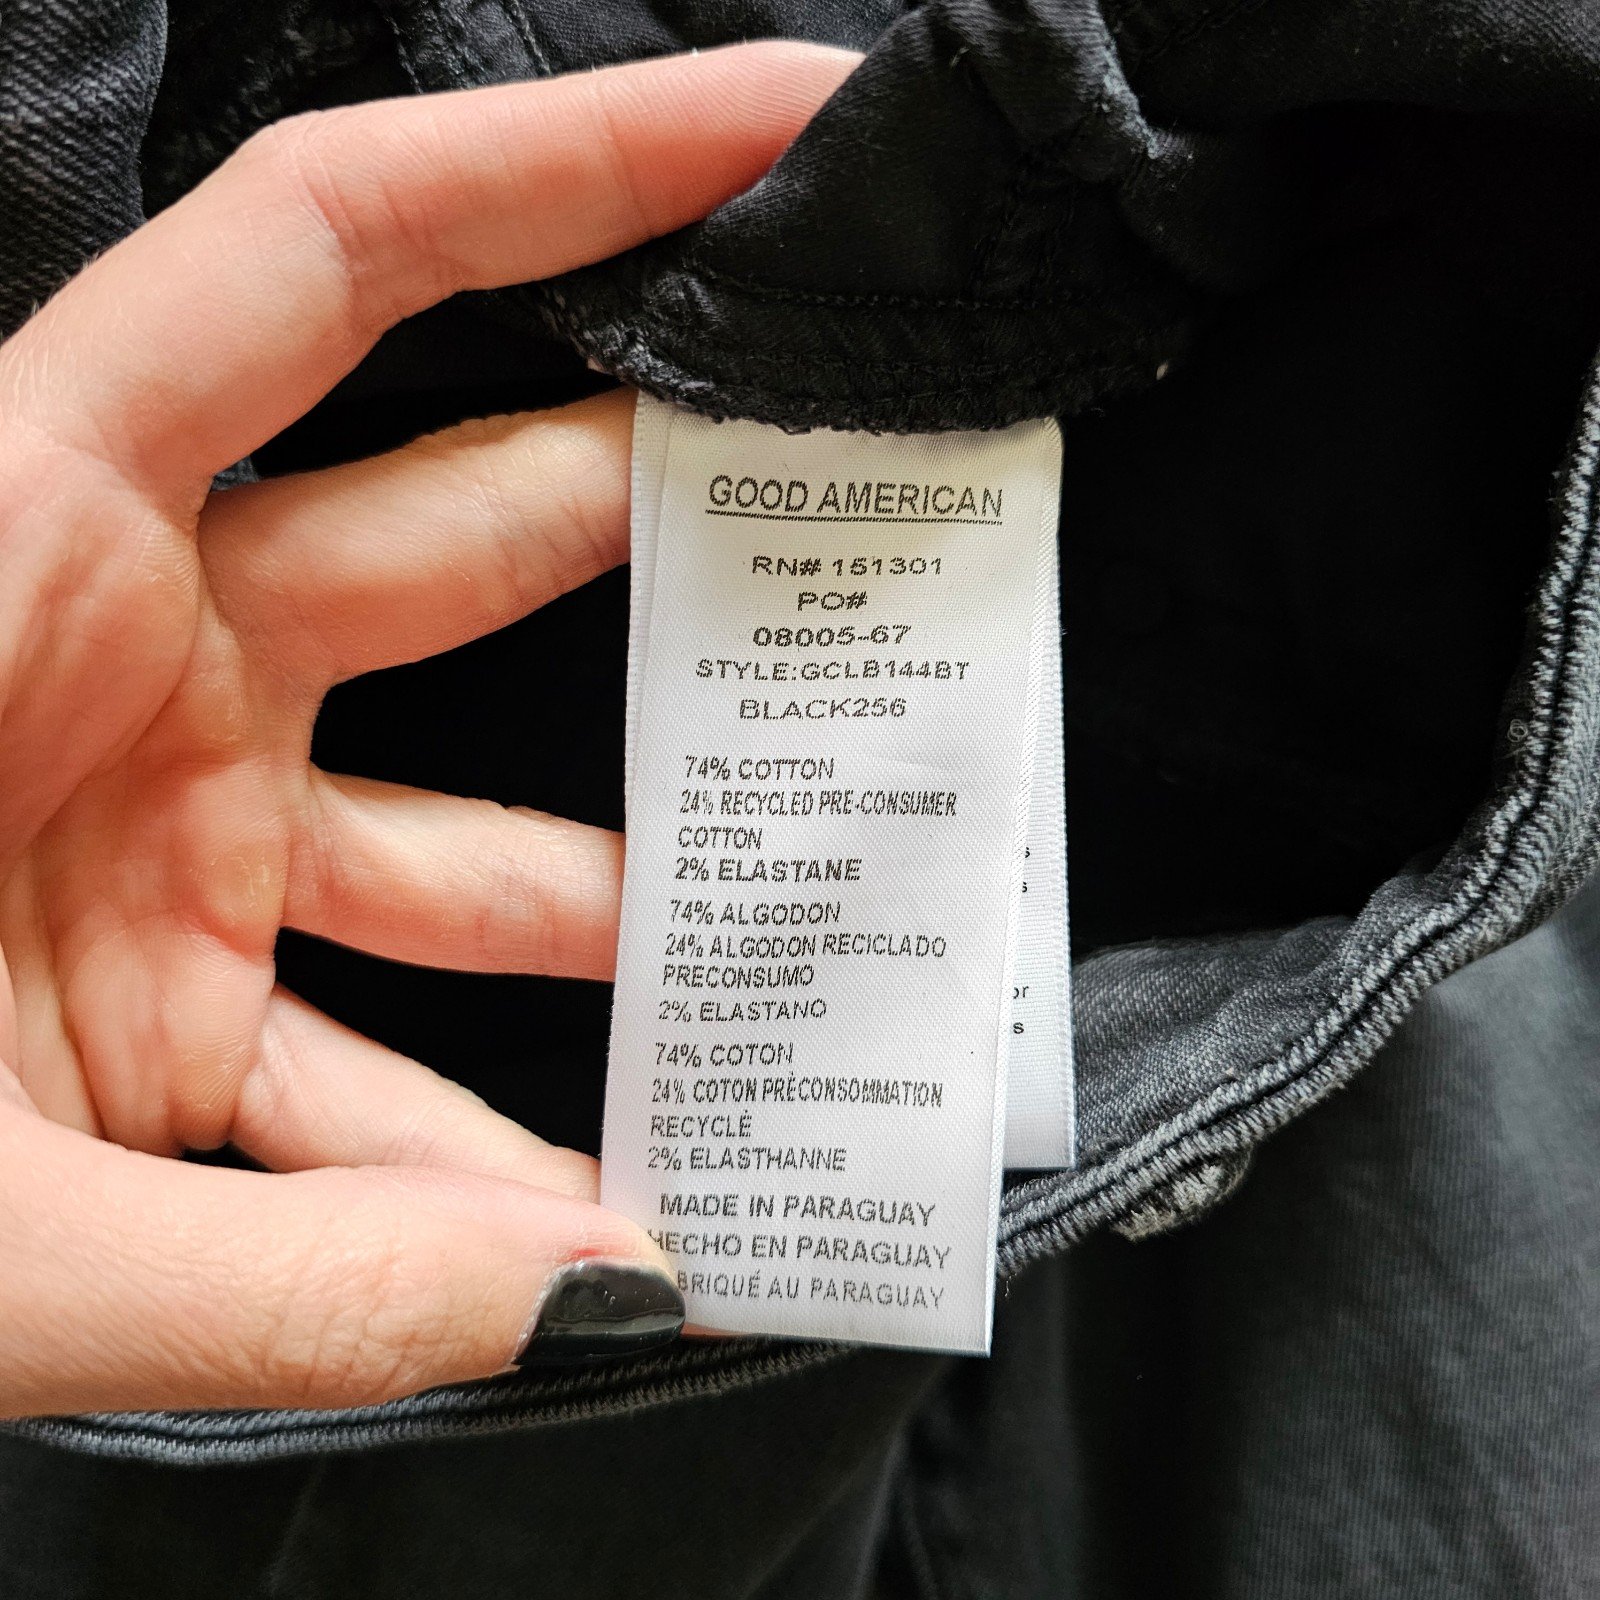 GOOD AMERICAN
RN# 151301
PO#
08005-67
STYLE:GCLB144BT
BLACK256
74% COTTON
24% RECYCLED PRE-CONSUMER
COTTON
2% ELASTANE
74% ALGODON
24% ALGODON RECICLADO
PRECONSUMO
2% ELASTANO
74% COTON
24% COTON PRÈCONSOMMATION
RECYCLÉ
2% ELASTHANNE
MADE IN PARAGUAY
HECHO EN PARAGUAY
BRIQUÉ AU PARAGUAY